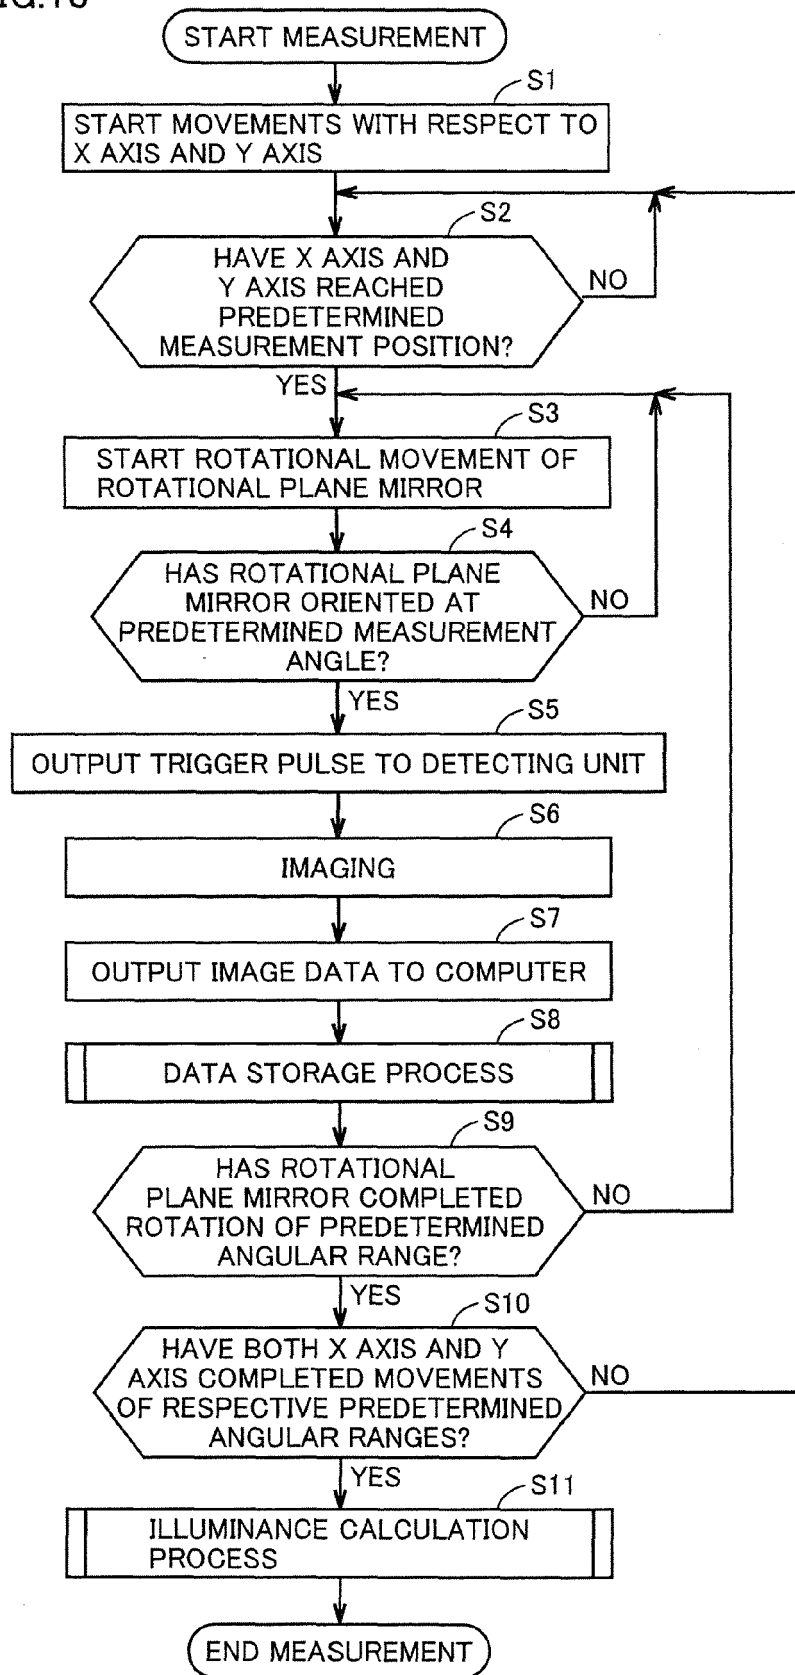 START MEASUREMENT
S1
START MOVEMENTS WITH RESPECT TO
X AXIS AND Y AXIS
S2
HAVE X AXIS AND
Y AXIS REACHED
PREDETERMINED
MEASUREMENT POSITION?
NO
YES
S3
START ROTATIONAL MOVEMENT OF
ROTATIONAL PLANE MIRROR
S4
HAS ROTATIONAL PLANE
MIRROR ORIENTED AT
PREDETERMINED MEASUREMENT
ANGLE?
NO
YES
S5
OUTPUT TRIGGER PULSE TO DETECTING UNIT
S6
IMAGING
S7
OUTPUT IMAGE DATA TO COMPUTER
S8
DATA STORAGE PROCESS
S9
HAS ROTATIONAL
PLANE MIRROR COMPLETED
ROTATION OF PREDETERMINED
ANGULAR RANGE?
NO
YES
S10
HAVE BOTH X AXIS AND Y
AXIS COMPLETED MOVEMENTS
OF RESPECTIVE PREDETERMINED
ANGULAR RANGES?
NO
YES
S11
ILLUMINANCE CALCULATION
PROCESS
END MEASUREMENT